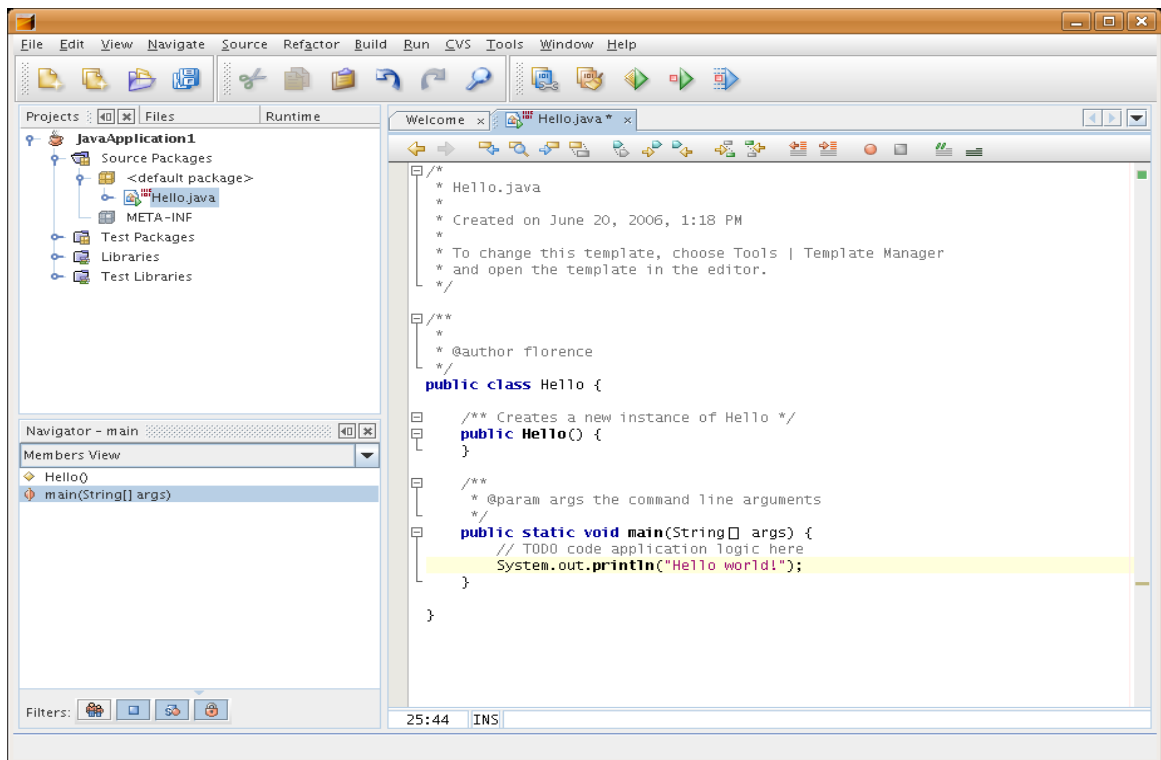 File Edit View Navigate Source Refactor Build Run CVS Tools Window Help
Projects Files Runtime
JavaApplication1
Source Packages
<default package>
Hello.java
META-INF
Test Packages
Libraries
Test Libraries
Navigator - main
Members View
Hello()
main(String[] args)
Filters:
Welcome x Hello.java * x
/*
* Hello.java
*
* Created on June 20, 2006, 1:18 PM
*
* To change this template, choose Tools | Template Manager
* and open the template in the editor.
*/
/**
*
* @author florence
*/
public class Hello {
/** Creates a new instance of Hello */
public Hello() {
}
/**
* @param args the command line arguments
*/
public static void main(String[] args) {
// TODO code application logic here
System.out.println("Hello world!");
}
}
25:44 INS